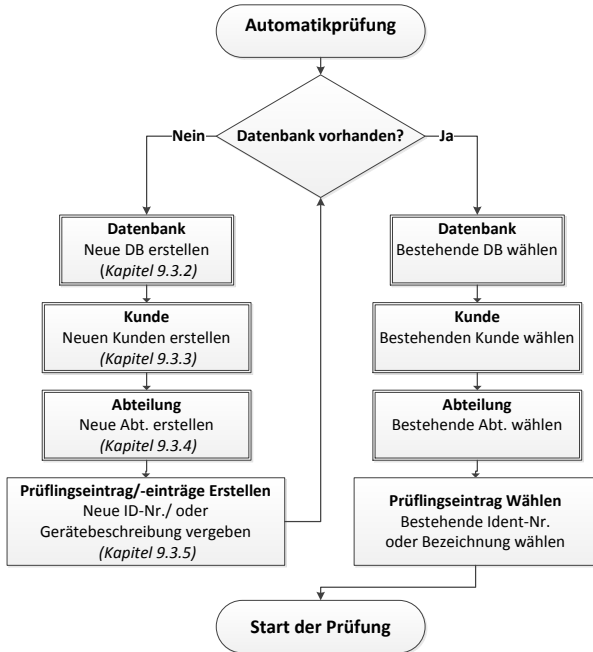 Automatikprüfung
Datenbank vorhanden?
Nein
Ja
Datenbank
Neue DB erstellen
(Kapitel 9.3.2)
Kunde
Neuen Kunden erstellen
(Kapitel 9.3.3)
Abteilung
Neue Abt. erstellen
(Kapitel 9.3.4)
Prüflingseintrag/-einträge Erstellen
Neue ID-Nr./ oder
Gerätebeschreibung vergeben
(Kapitel 9.3.5)
Datenbank
Bestehende DB wählen
Kunde
Bestehenden Kunde wählen
Abteilung
Bestehende Abt. wählen
Prüflingseintrag Wählen
Bestehende Ident-Nr.
oder Bezeichnung wählen
Start der Prüfung